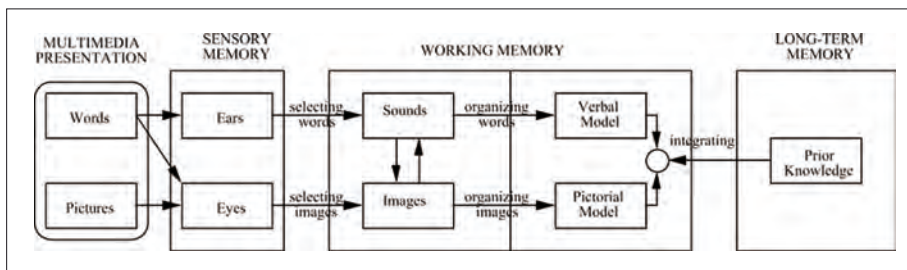 MULTIMEDIA
PRESENTATION
SENSORY
MEMORY
WORKING MEMORY
LONG-TERM
MEMORY
Words
Ears
selecting
words
Sounds
organizing
words
Verbal
Model
integrating
Prior
Knowledge
Pictures
Eyes
selecting
images
Images
organizing
images
Pictorial
Model